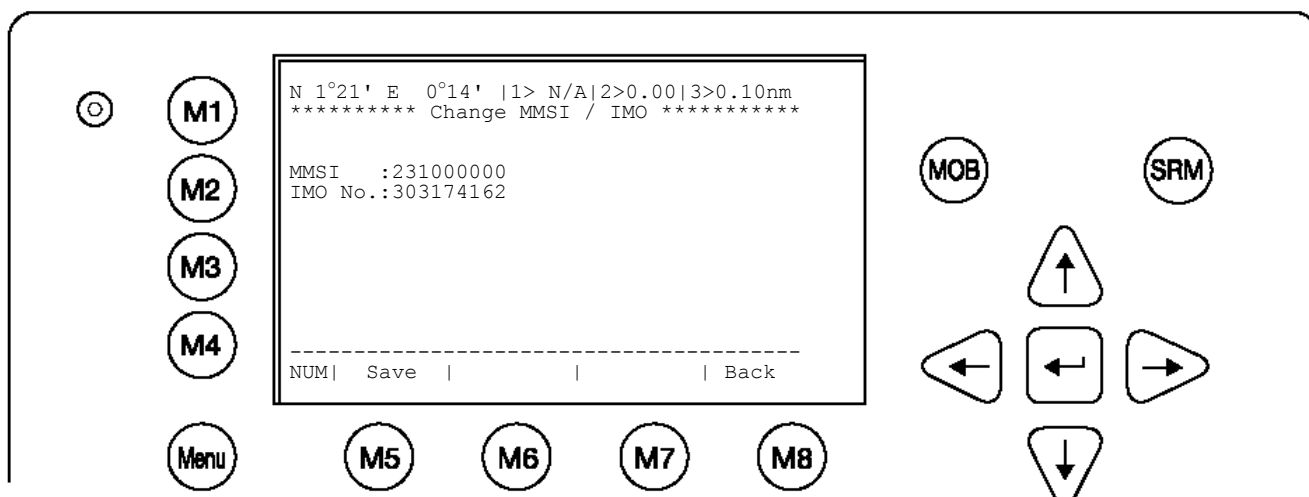 N 1°21' E  0°14' |1> N/A|2>0.00|3>0.10nm
********** Change MMSI / IMO ***********
MMSI   :231000000
IMO No.:303174162
----------------------------------------
NUM|  Save  |         |         | Back
M1
M2
M3
M4
Menu
M5
M6
M7
M8
MOB
SRM